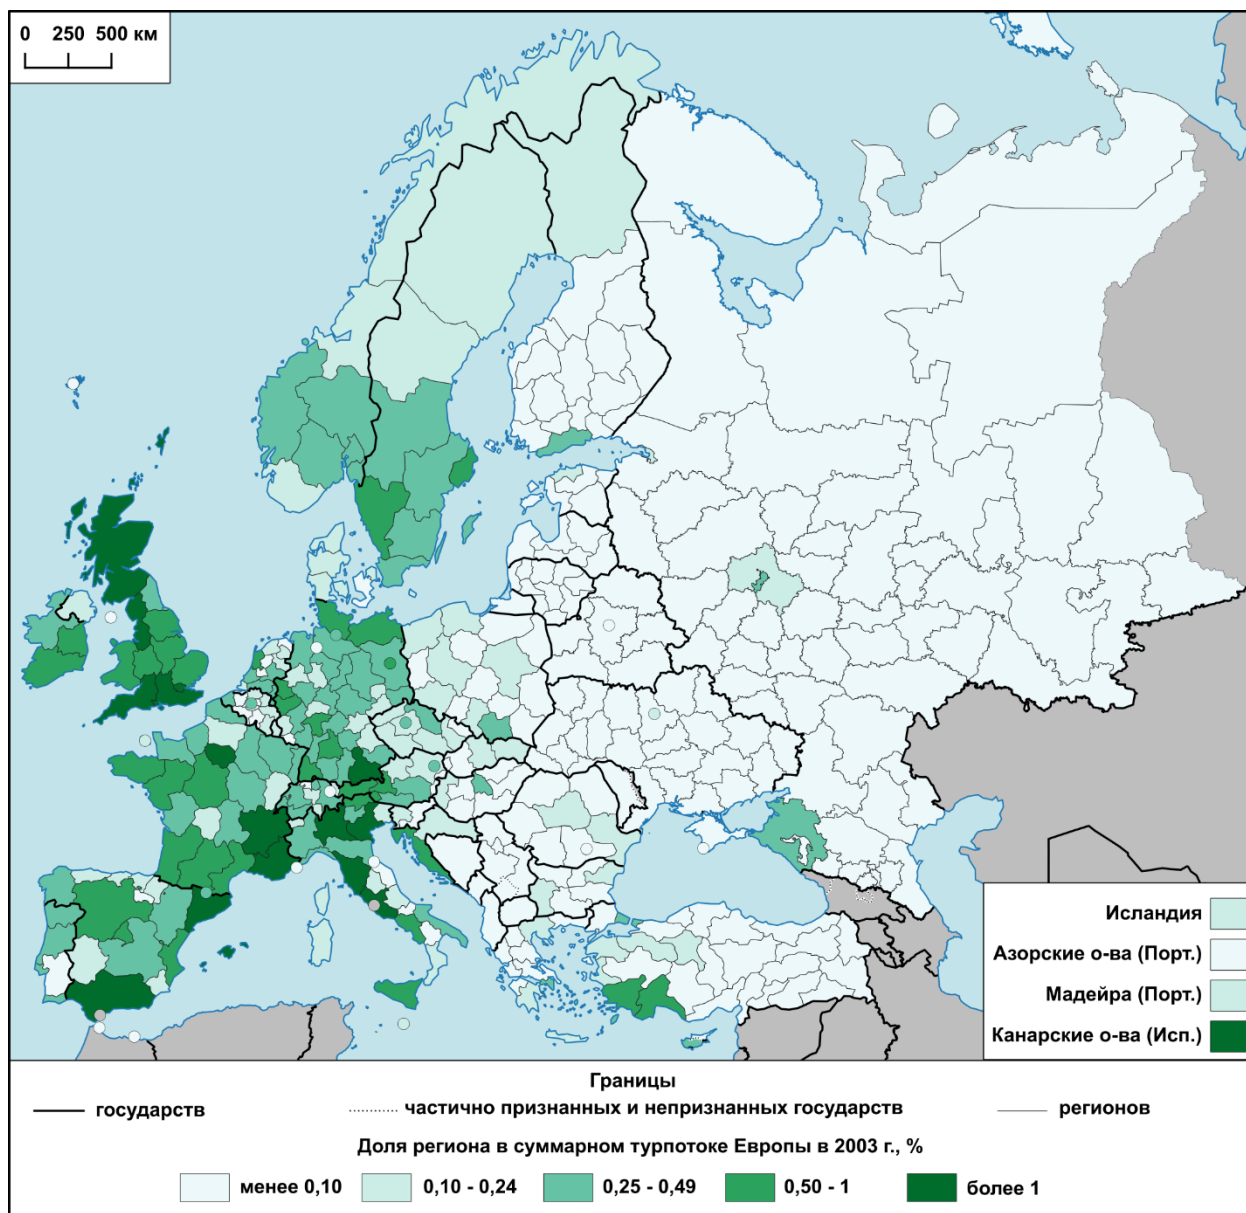 0 250 500 км
Исландия
Азорские о-ва (Порт.)
Мадейра (Порт.)
Канарские о-ва (Исп.)
Границы
государств
частично признанных и непризнанных государств
регионов
Доля региона в суммарном турпотоке Европы в 2003 г., %
менее 0,10
0,10 - 0,24
0,25 - 0,49
0,50 - 1
более 1